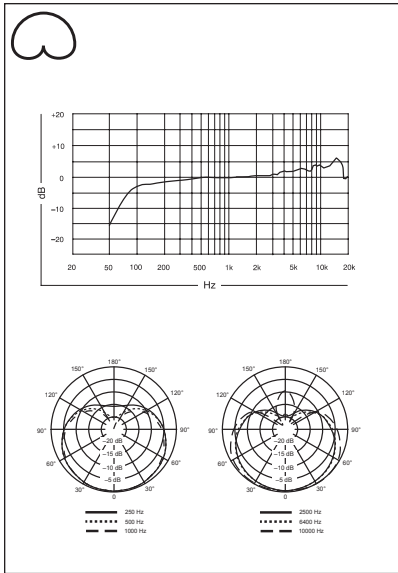 +20
+10
0
−10
−20
dB
20 50 100 200 500 1k 2k 5k 10k 20k
Hz
180°
150° 150°
120° 120°
90° 90°
60° 60°
30° 30°
0
−20 dB
−15 dB
−10 dB
−5 dB
250 Hz
500 Hz
1000 Hz
180°
150° 150°
120° 120°
90° 90°
60° 60°
30° 30°
0
−20 dB
−15 dB
−10 dB
−5 dB
2500 Hz
6400 Hz
10000 Hz